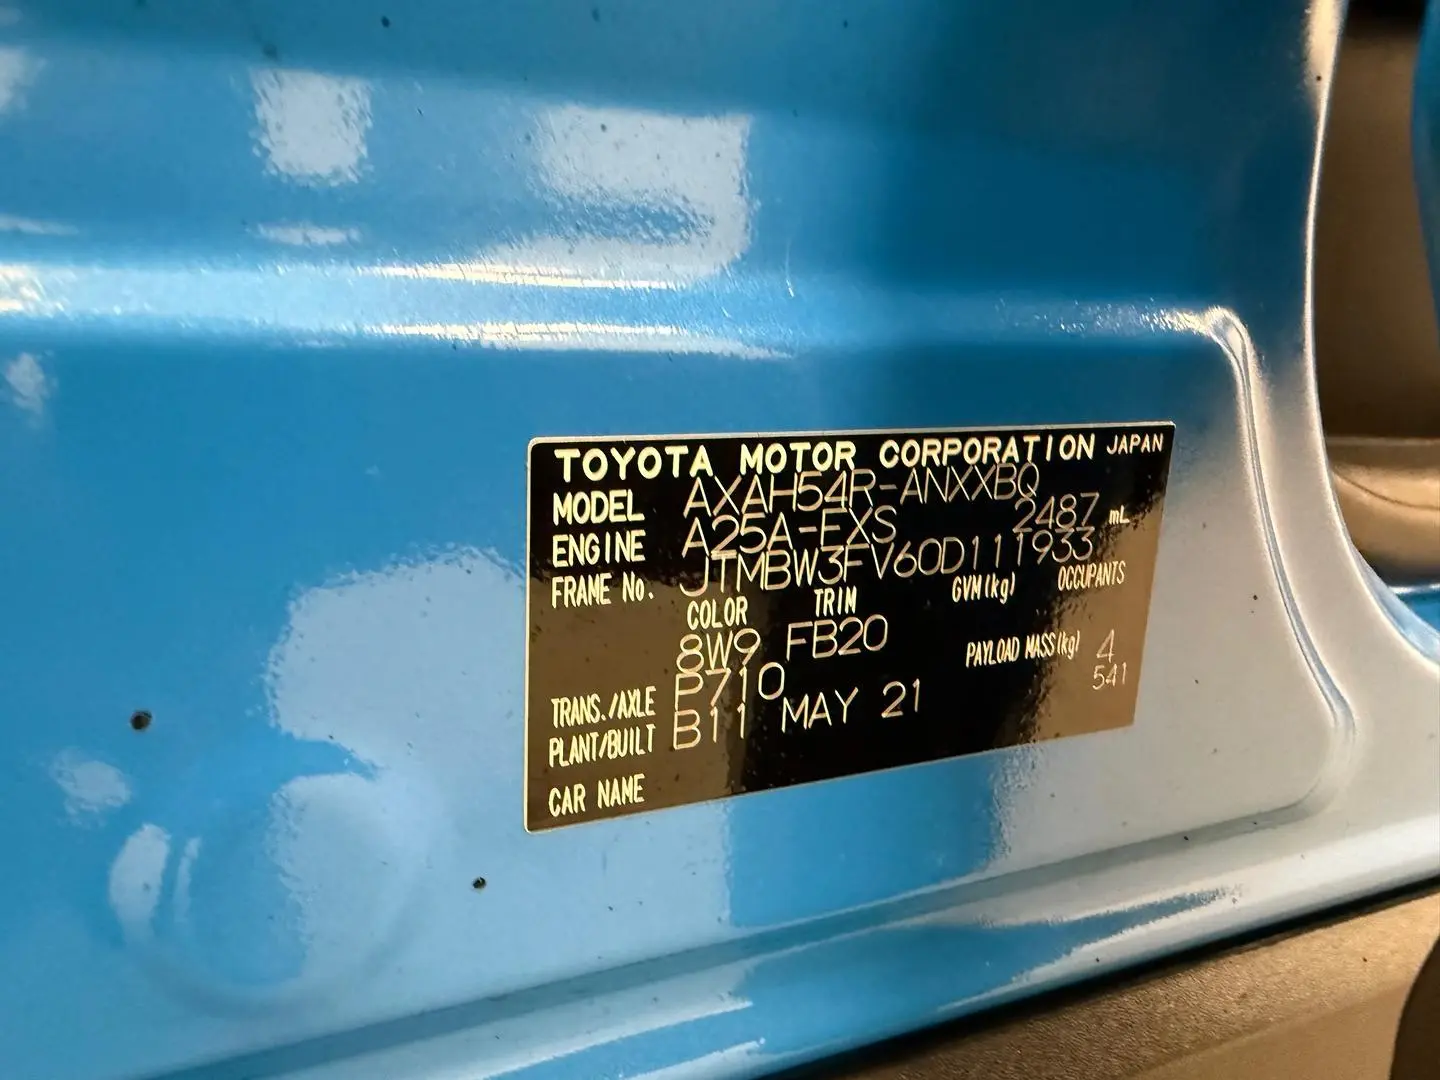 TOYOTA MOTOR CORPORATION JAPAN
MODEL AXAH54R-ANXXBQ
ENGINE A25A-FXS 2487 mL
FRAME No. JTMBW3FV60D111933
COLOR TRIM GVM(kg) OCCUPANTS
8W9 FB20 PAYLOAD MASS(kg) 4
TRANS./AXLE P710 541
PLANT/BUILT B11 MAY 21
CAR NAME